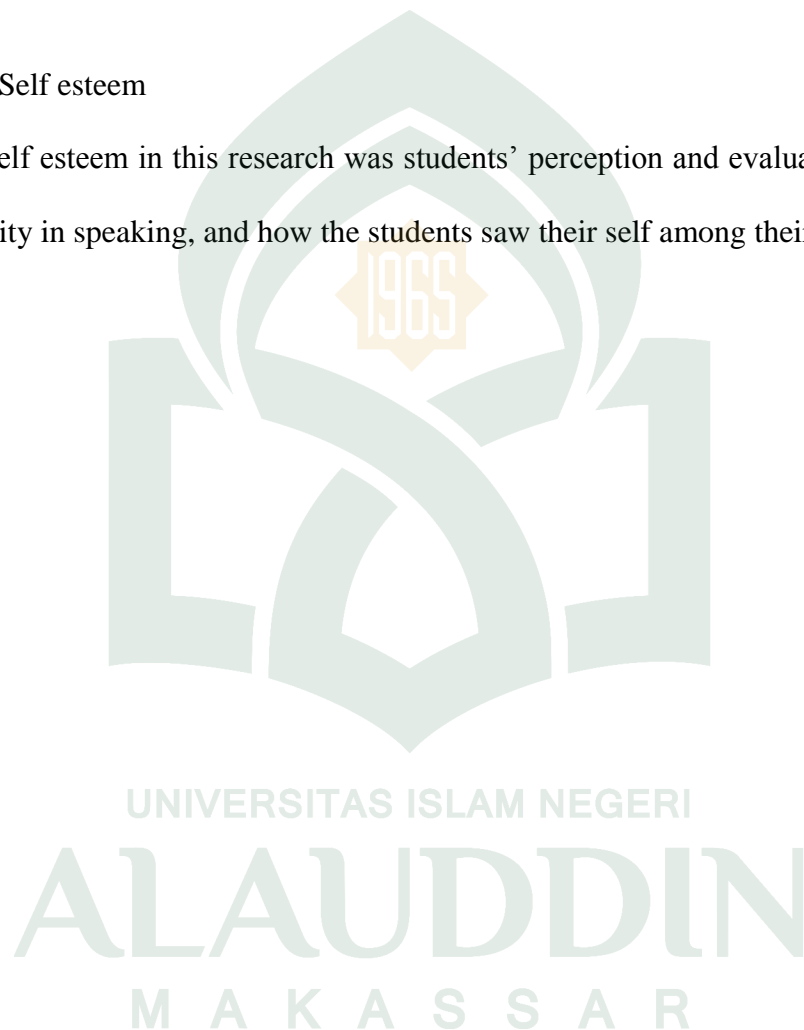 Self esteem
elf esteem in this research was students’ perception and evalua
ity in speaking, and how the students saw their self among their
1965
UNIVERSITAS ISLAM NEGERI
ALAUDDIN
MAKASSAR